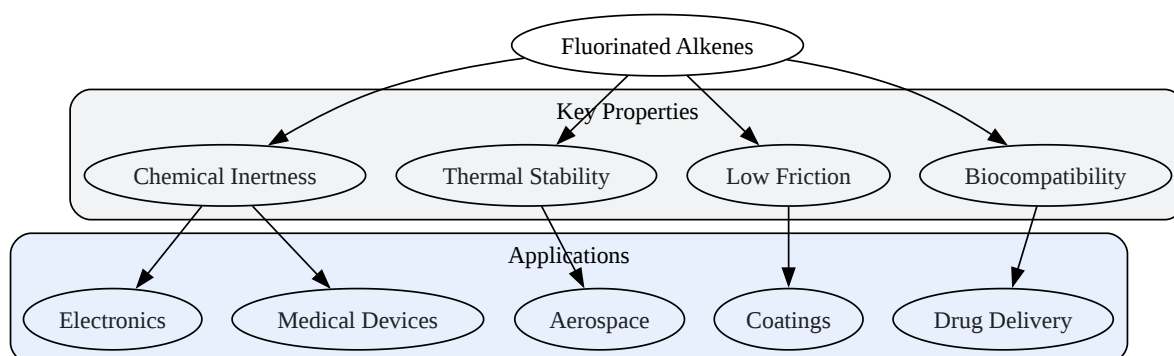 Fluorinated Alkenes
Key Properties
Chemical Inertness
Thermal Stability
Low Friction
Biocompatibility
Applications
Electronics
Medical Devices
Aerospace
Coatings
Drug Delivery